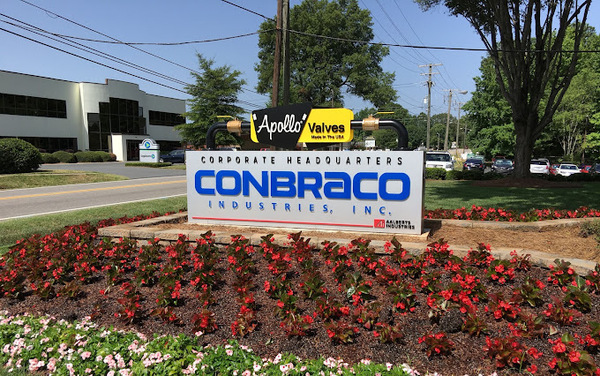 "Apollo" Valves
Made in the USA
CORPORATE HEADQUARTERS
CONBRACO
INDUSTRIES, INC.
AALBERTS
INDUSTRIES